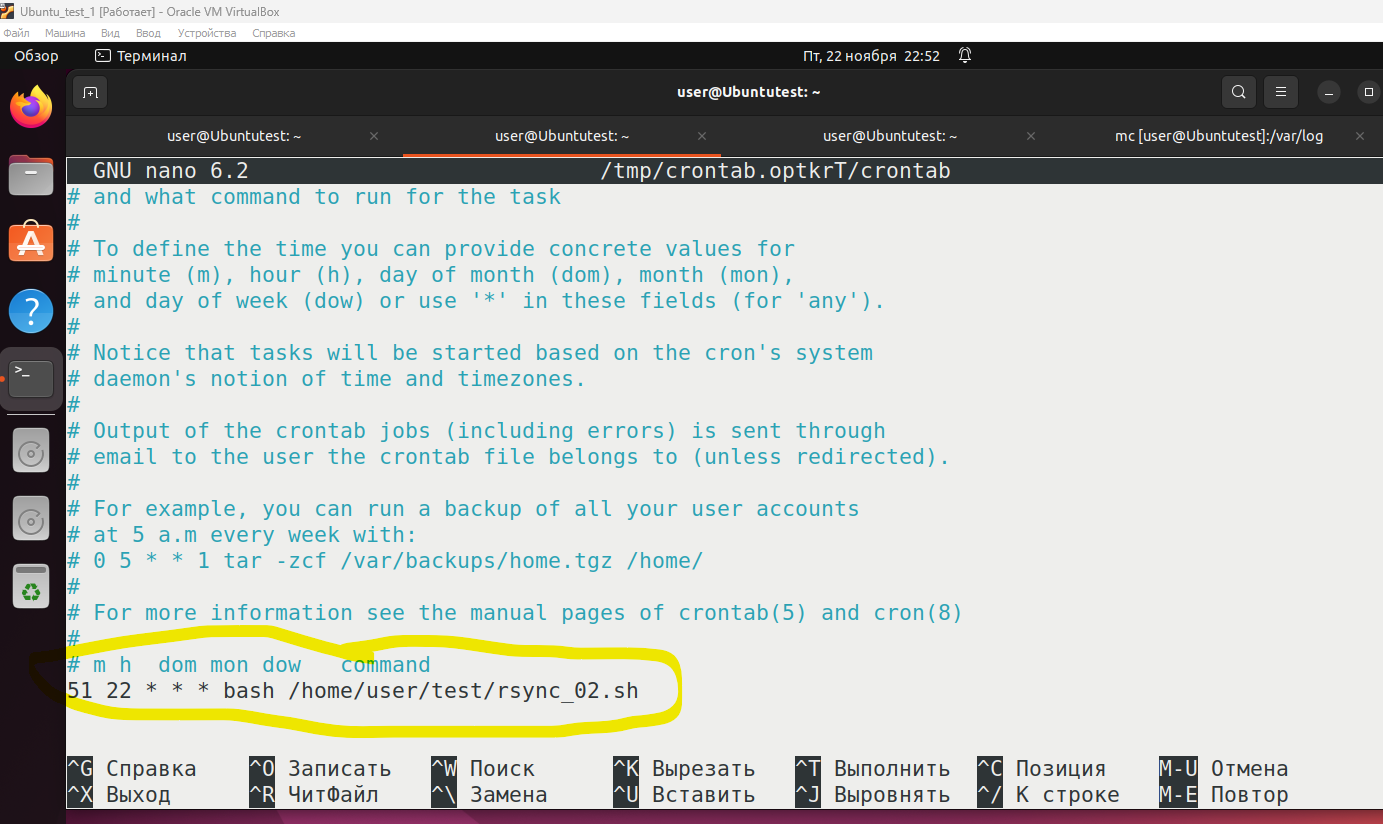 Ubuntu_test_1 [Работает] - Oracle VM VirtualBox
Файл Машина Вид Ввод Устройства Справка
Обзор Терминал Пт, 22 ноября 22:52
user@Ubuntutest: ~
user@Ubuntutest: ~ user@Ubuntutest: ~ user@Ubuntutest: ~ mc [user@Ubuntutest]:/var/log
GNU nano 6.2 /tmp/crontab.optkrT/crontab
# and what command to run for the task
#
# To define the time you can provide concrete values for
# minute (m), hour (h), day of month (dom), month (mon),
# and day of week (dow) or use '*' in these fields (for 'any').
#
# Notice that tasks will be started based on the cron's system
# daemon's notion of time and timezones.
#
# Output of the crontab jobs (including errors) is sent through
# email to the user the crontab file belongs to (unless redirected).
#
# For example, you can run a backup of all your user accounts
# at 5 a.m every week with:
# 0 5 * * 1 tar -zcf /var/backups/home.tgz /home/
#
# For more information see the manual pages of crontab(5) and cron(8)
#
# m h  dom mon dow   command
51 22 * * * bash /home/user/test/rsync_02.sh
^G Справка ^O Записать ^W Поиск ^K Вырезать ^T Выполнить ^C Позиция M-U Отмена
^X Выход ^R ЧитФайл ^\ Замена ^U Вставить ^J Выровнять ^/ К строке M-E Повтор